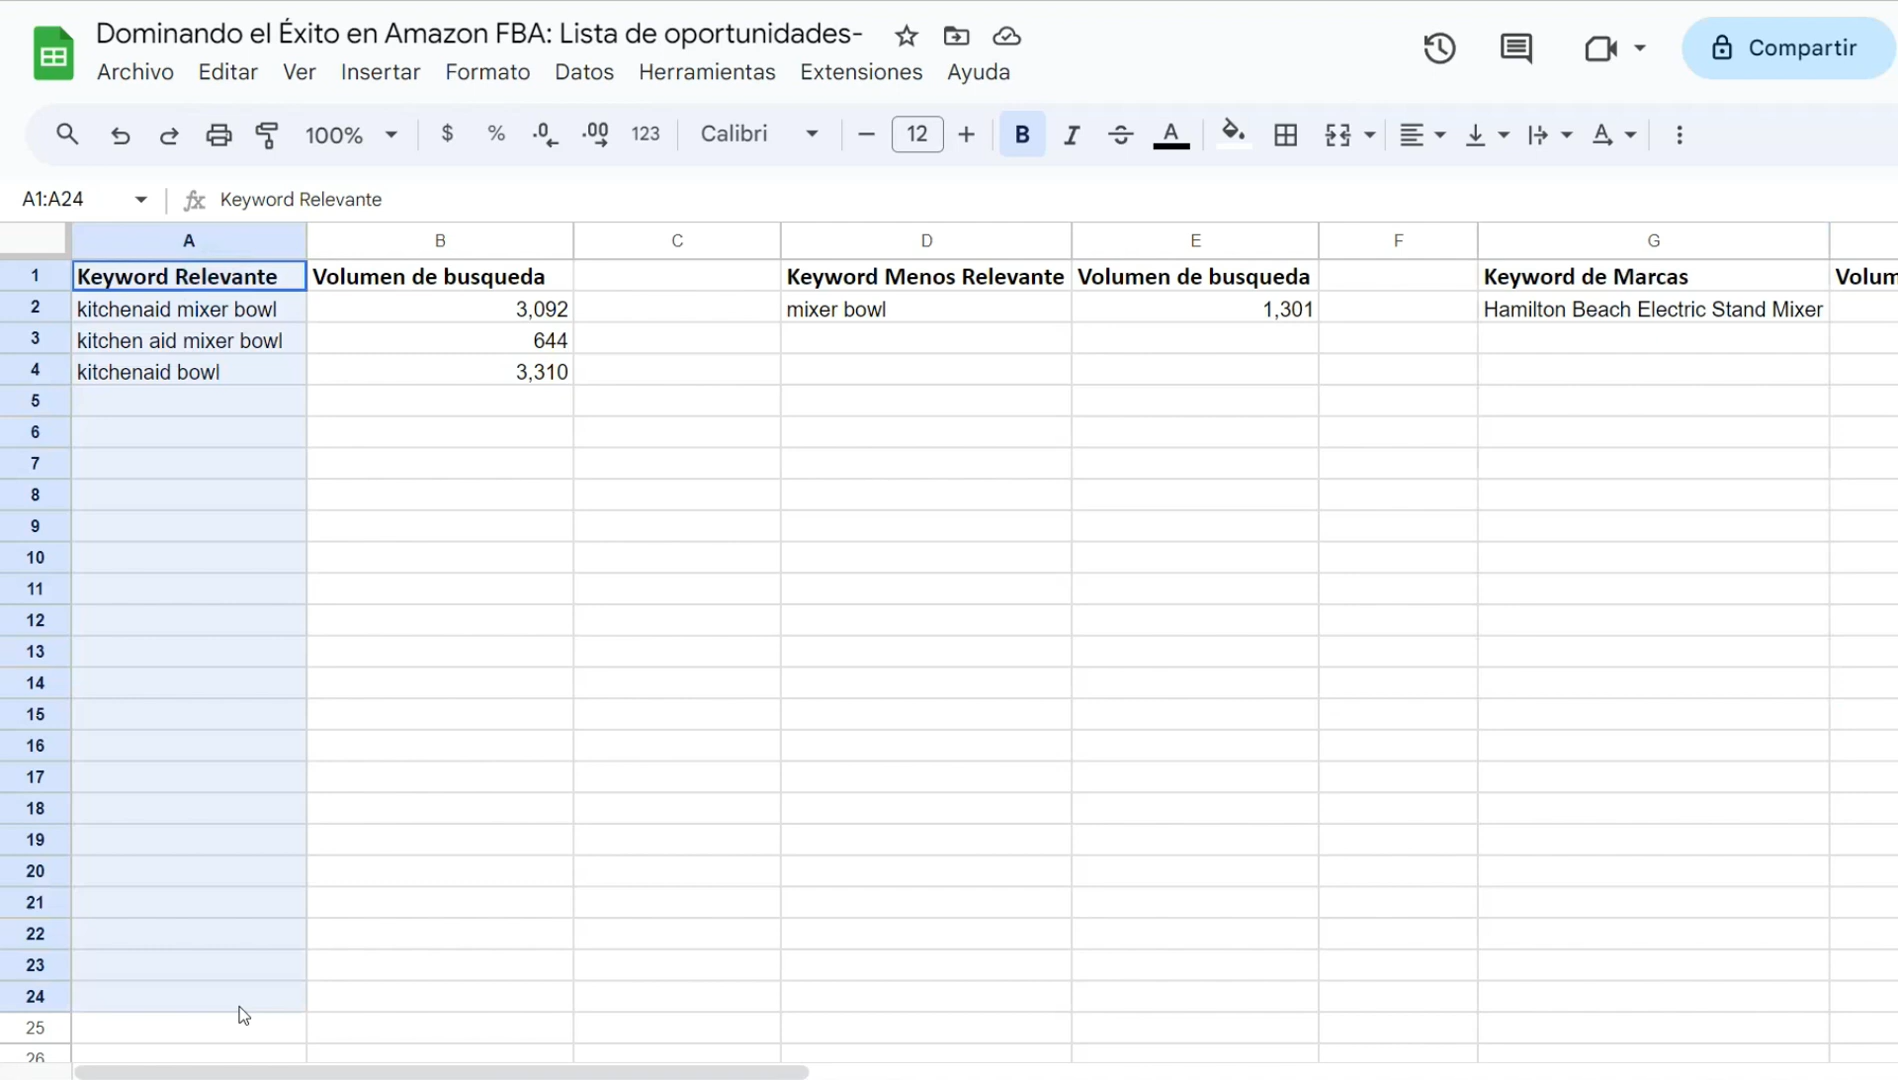 Dominando el Éxito en Amazon FBA: Lista de oportunidades-
Archivo Editar Ver Insertar Formato Datos Herramientas Extensiones Ayuda
Compartir
100% $ % .0 .00 123 Calibri 12 B I A A
A1:A24 fx Keyword Relevante
A B C D E F G
1 Keyword Relevante Volumen de busqueda Keyword Menos Relevante Volumen de busqueda Keyword de Marcas Volum
2 kitchenaid mixer bowl 3,092 mixer bowl 1,301 Hamilton Beach Electric Stand Mixer
3 kitchen aid mixer bowl 644
4 kitchenaid bowl 3,310
5
6
7
8
9
10
11
12
13
14
15
16
17
18
19
20
21
22
23
24
25
26